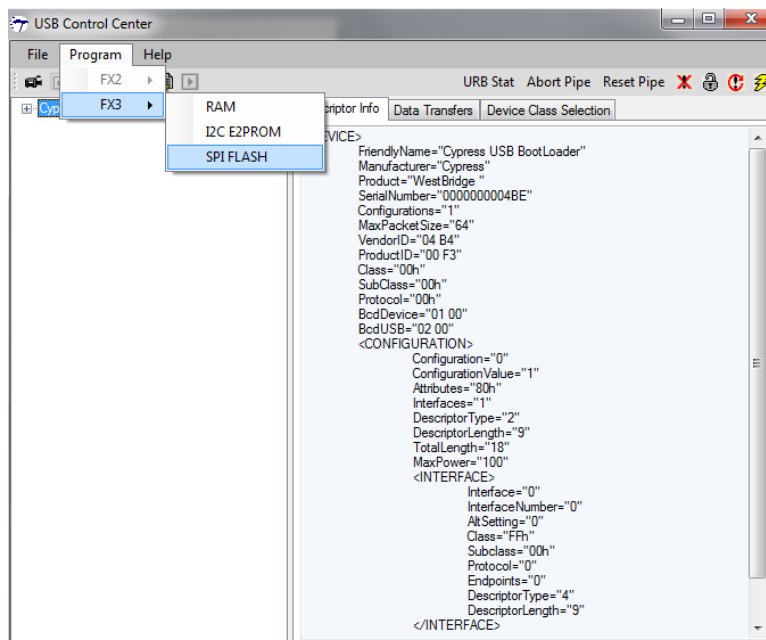 USB Control Center
File Program Help
URB Stat Abort Pipe Reset Pipe
FX2
FX3
RAM
I2C E2PROM
SPI FLASH
Cyp
criptor Info Data Transfers Device Class Selection
EVICE>
FriendlyName="Cypress USB BootLoader"
Manufacturer="Cypress"
Product="WestBridge "
SerialNumber="0000000004BE"
Configurations="1"
MaxPacketSize="64"
VendorID="04 B4"
ProductID="00 F3"
Class="00h"
SubClass="00h"
Protocol="00h"
BcdDevice="01 00"
BcdUSB="02 00"
<CONFIGURATION>
Configuration="0"
ConfigurationValue="1"
Attributes="80h"
Interfaces="1"
DescriptorType="2"
DescriptorLength="9"
TotalLength="18"
MaxPower="100"
<INTERFACE>
Interface="0"
InterfaceNumber="0"
AltSetting="0"
Class="FFh"
Subclass="00h"
Protocol="0"
Endpoints="0"
DescriptorType="4"
DescriptorLength="9"
</INTERFACE>